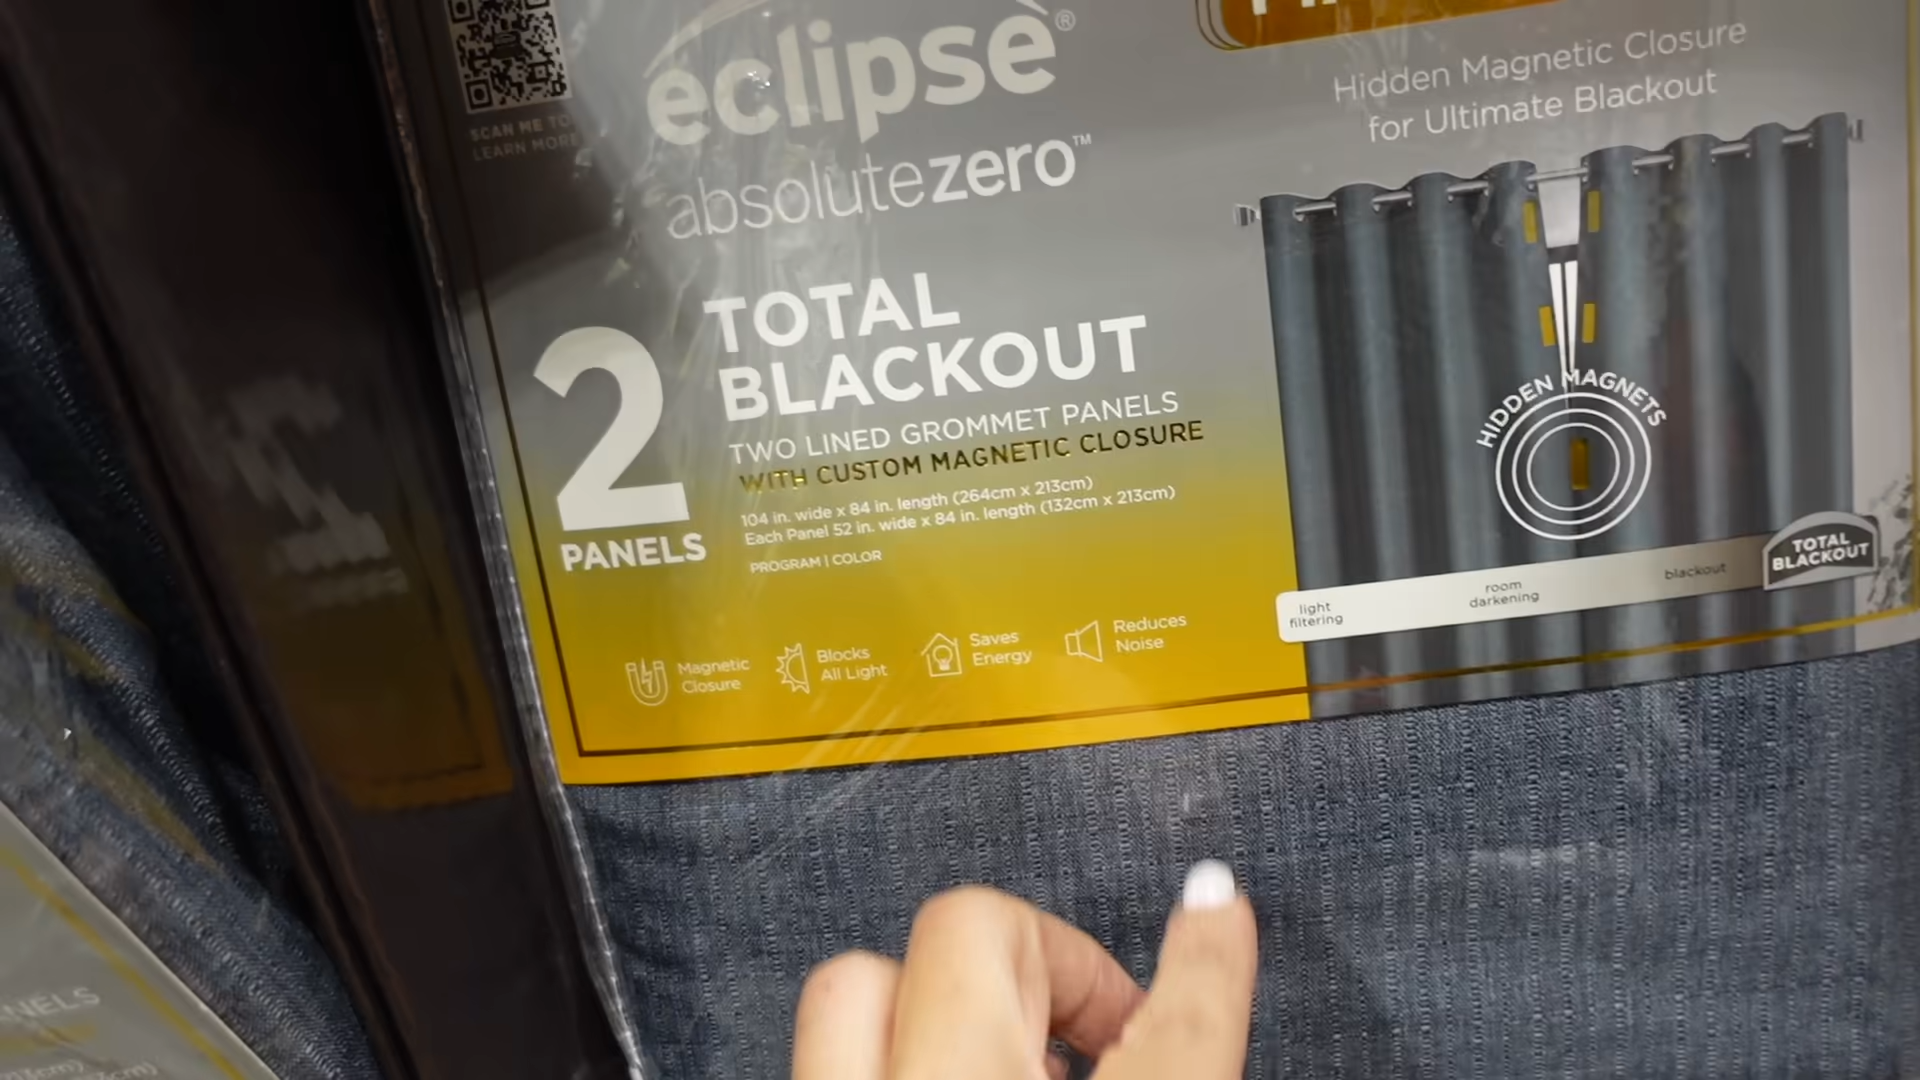 SCAN ME TO
LEARN MORE
eclipse®
absolutezero™
2
PANELS
TOTAL
BLACKOUT
TWO LINED GROMMET PANELS
WITH CUSTOM MAGNETIC CLOSURE
104 in. wide x 84 in. length (264cm x 213cm)
Each Panel 52 in. wide x 84 in. length (132cm x 213cm)
PROGRAM | COLOR
Magnetic
Closure
Blocks
All Light
Saves
Energy
Reduces
Noise
Hidden Magnetic Closure
for Ultimate Blackout
HIDDEN MAGNETS
light
filtering
room
darkening
blackout
TOTAL
BLACKOUT